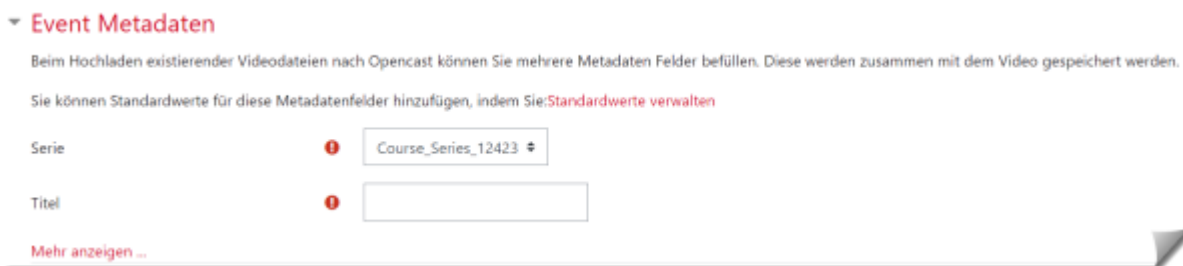 Event Metadaten
Beim Hochladen existierender Videodateien nach Opencast können Sie mehrere Metadaten Felder befüllen. Diese werden zusammen mit dem Video gespeichert werden.
Sie können Standardwerte für diese Metadatenfelder hinzufügen, indem Sie:Standardwerte verwalten
Serie
Course_Series_12423
Titel
Mehr anzeigen ...